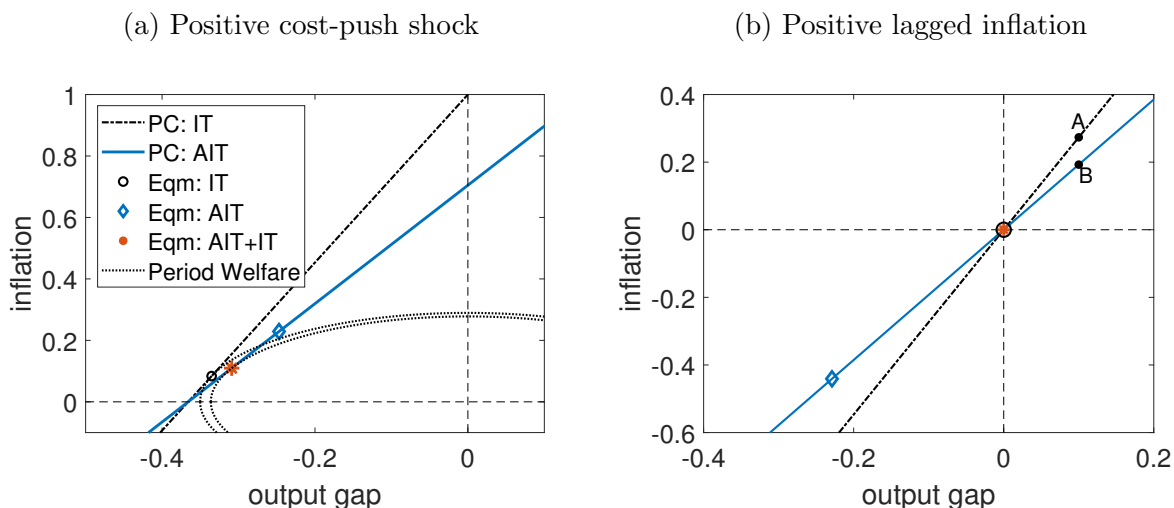 (a) Positive cost-push shock
1
0.8
0.6
0.4
0.2
0
-0.4
-0.2
0
inflation
output gap
PC: IT
PC: AIT
Eqm: IT
Eqm: AIT
Eqm: AIT+IT
Period Welfare
(b) Positive lagged inflation
0.4
0.2
0
-0.2
-0.4
-0.6
-0.4
-0.2
0
0.2
inflation
output gap
A
B